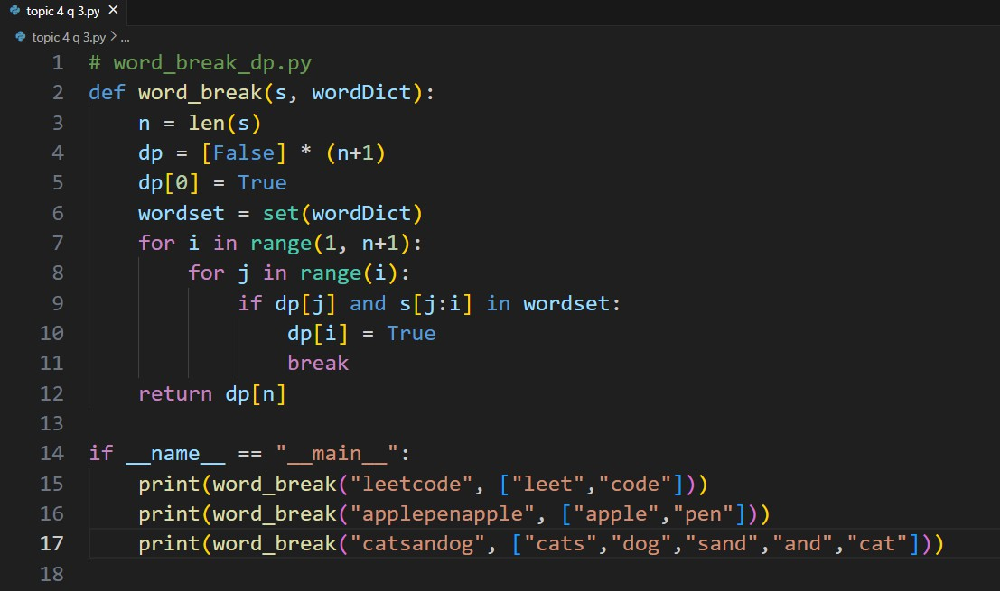 topic 4 q 3.py ×
topic 4 q 3.py > ...
1 # word_break_dp.py
2 def word_break(s, wordDict):
3     n = len(s)
4     dp = [False] * (n+1)
5     dp[0] = True
6     wordset = set(wordDict)
7     for i in range(1, n+1):
8         for j in range(i):
9             if dp[j] and s[j:i] in wordset:
10                 dp[i] = True
11                 break
12     return dp[n]
13
14 if __name__ == "__main__":
15     print(word_break("leetcode", ["leet","code"]))
16     print(word_break("applepenapple", ["apple","pen"]))
17     print(word_break("catsandog", ["cats","dog","sand","and","cat"]))
18